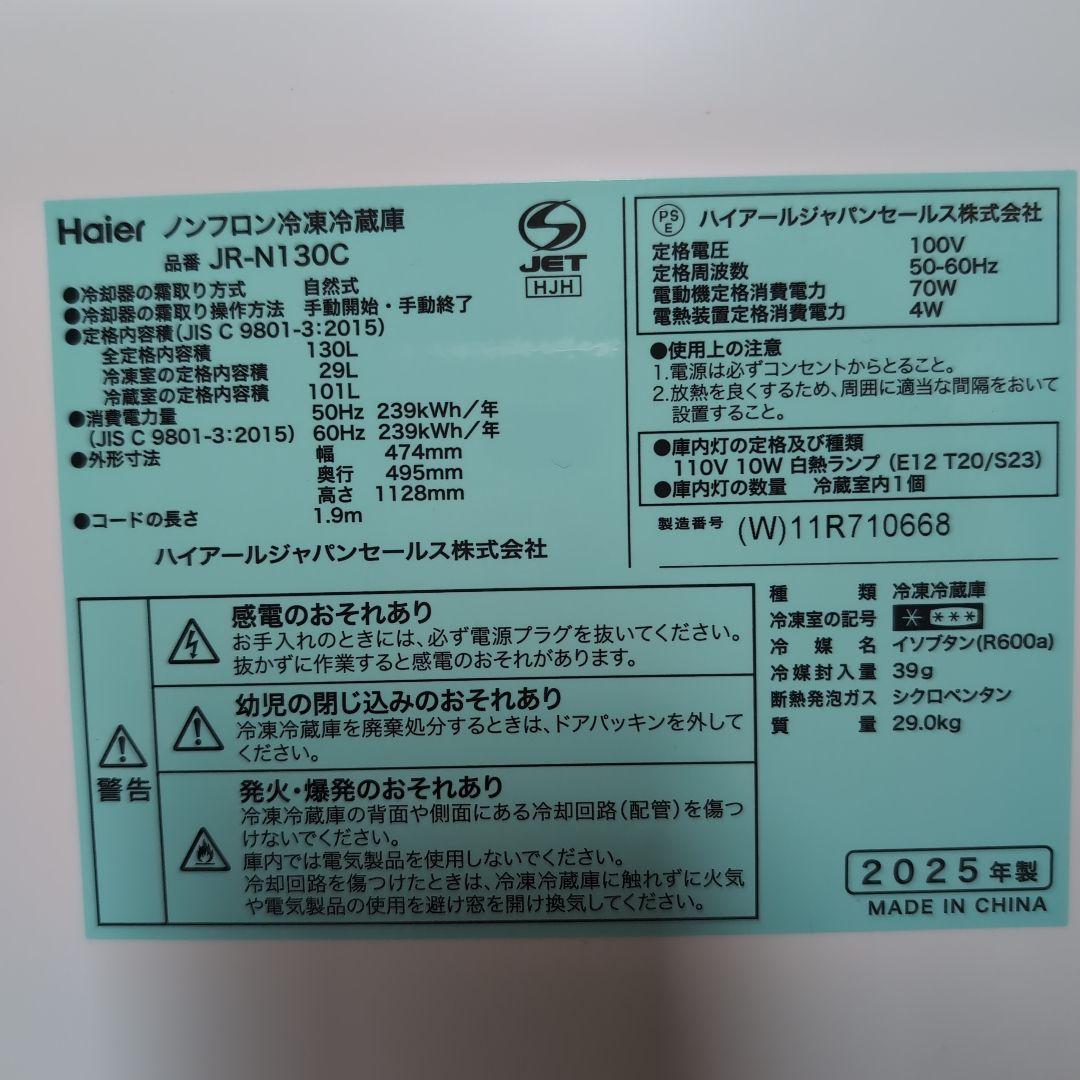 Haier ノンフロン冷凍冷蔵庫
品番 JR-N130C
JET
HJH
●冷却器の霜取り方式 自然式
●冷却器の霜取り操作方法 手動開始・手動終了
●定格内容積(JIS C 9801-3:2015)
全定格内容積 130L
冷凍室の定格内容積 29L
冷蔵室の定格内容積 101L
●消費電力量 50Hz 239kWh/年
(JIS C 9801-3:2015) 60Hz 239kWh/年
●外形寸法 幅 474mm
奥行 495mm
高さ 1128mm
●コードの長さ 1.9m
ハイアールジャパンセールス株式会社
PSE ハイアールジャパンセールス株式会社
定格電圧 100V
定格周波数 50-60Hz
電動機定格消費電力 70W
電熱装置定格消費電力 4W
●使用上の注意
1.電源は必ずコンセントからとること。
2.放熱を良くするため、周囲に適当な間隔をおいて
設置すること。
●庫内灯の定格及び種類
110V 10W 白熱ランプ (E12 T20/S23)
●庫内灯の数量 冷蔵室内1個
製造番号 (W)11R710668
警告
感電のおそれあり
お手入れのときには、必ず電源プラグを抜いてください。
抜かずに作業すると感電のおそれがあります。
幼児の閉じ込みのおそれあり
冷凍冷蔵庫を廃棄処分するときは、ドアパッキンを外して
ください。
発火・爆発のおそれあり
冷凍冷蔵庫の背面や側面にある冷却回路(配管)を傷つ
けないでください。
庫内では電気製品を使用しないでください。
冷却回路を傷つけたときは、冷凍冷蔵庫に触れずに火気
や電気製品の使用を避け窓を開け換気してください。
種類 冷凍冷蔵庫
冷凍室の記号 * ***
冷媒名 イソブタン(R600a)
冷媒封入量 39g
断熱発泡ガス シクロペンタン
質量 29.0kg
2025年製
MADE IN CHINA